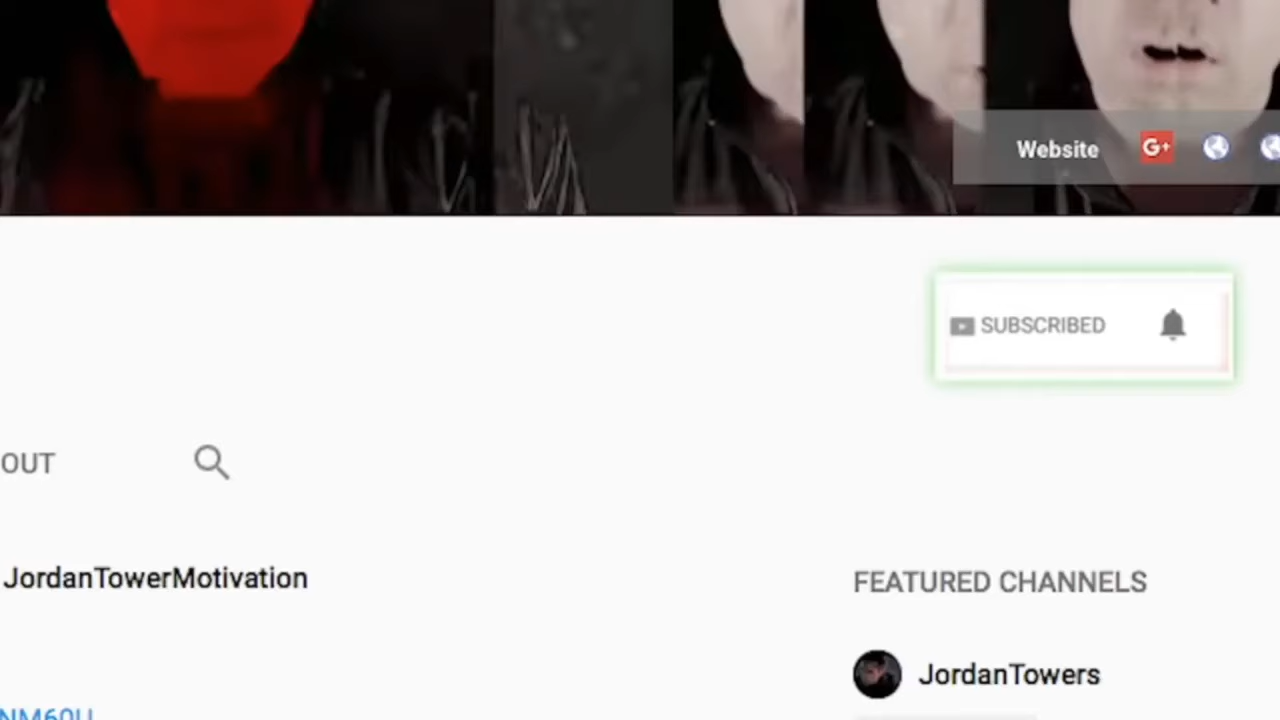 Website G+
SUBSCRIBED
OUT
JordanTowerMotivation
FEATURED CHANNELS
JordanTowers